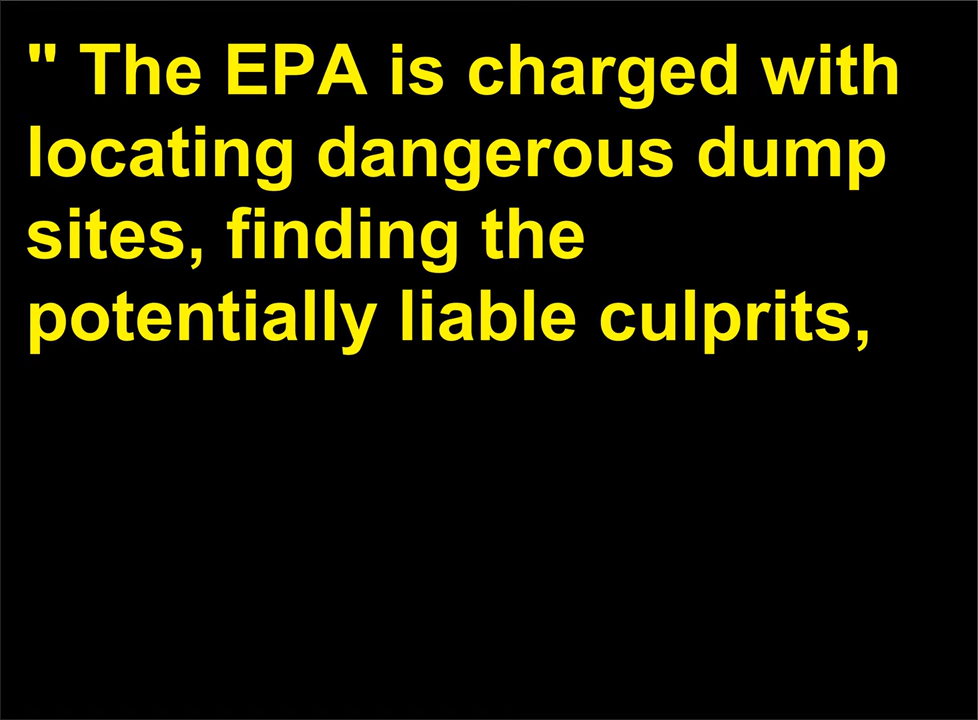 " The EPA is charged with
locating dangerous dump
sites, finding the
potentially liable culprits,